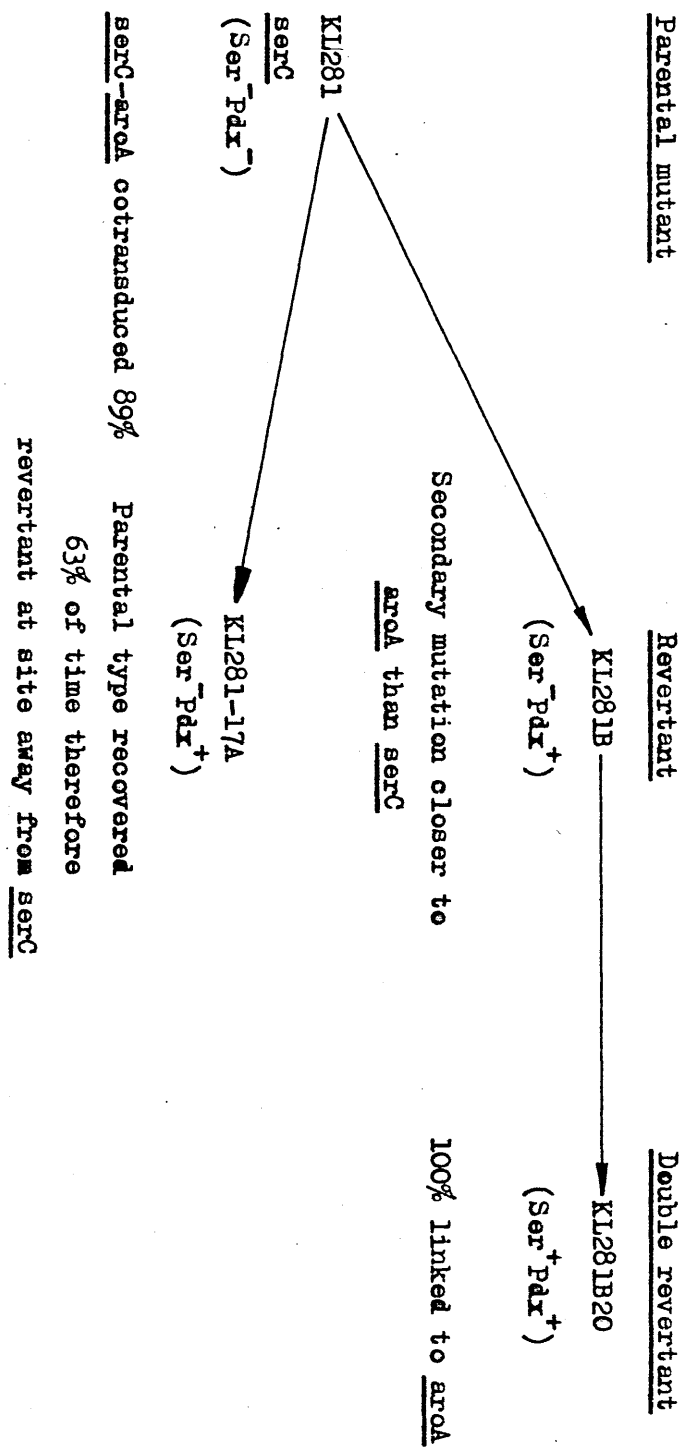 Parental mutant
Revertant
Double revertant
KL281
serC
(Ser⁻Pdx⁻)
KL281B
(Ser⁻Pdx⁺)
KL281B20
(Ser⁺Pdx⁺)
Secondary mutation closer to
aroA than serC
100% linked to aroA
KL281-17A
(Ser⁻Pdx⁺)
serC-aroA cotransduced 89%
Parental type recovered
63% of time therefore
revertant at site away from serC